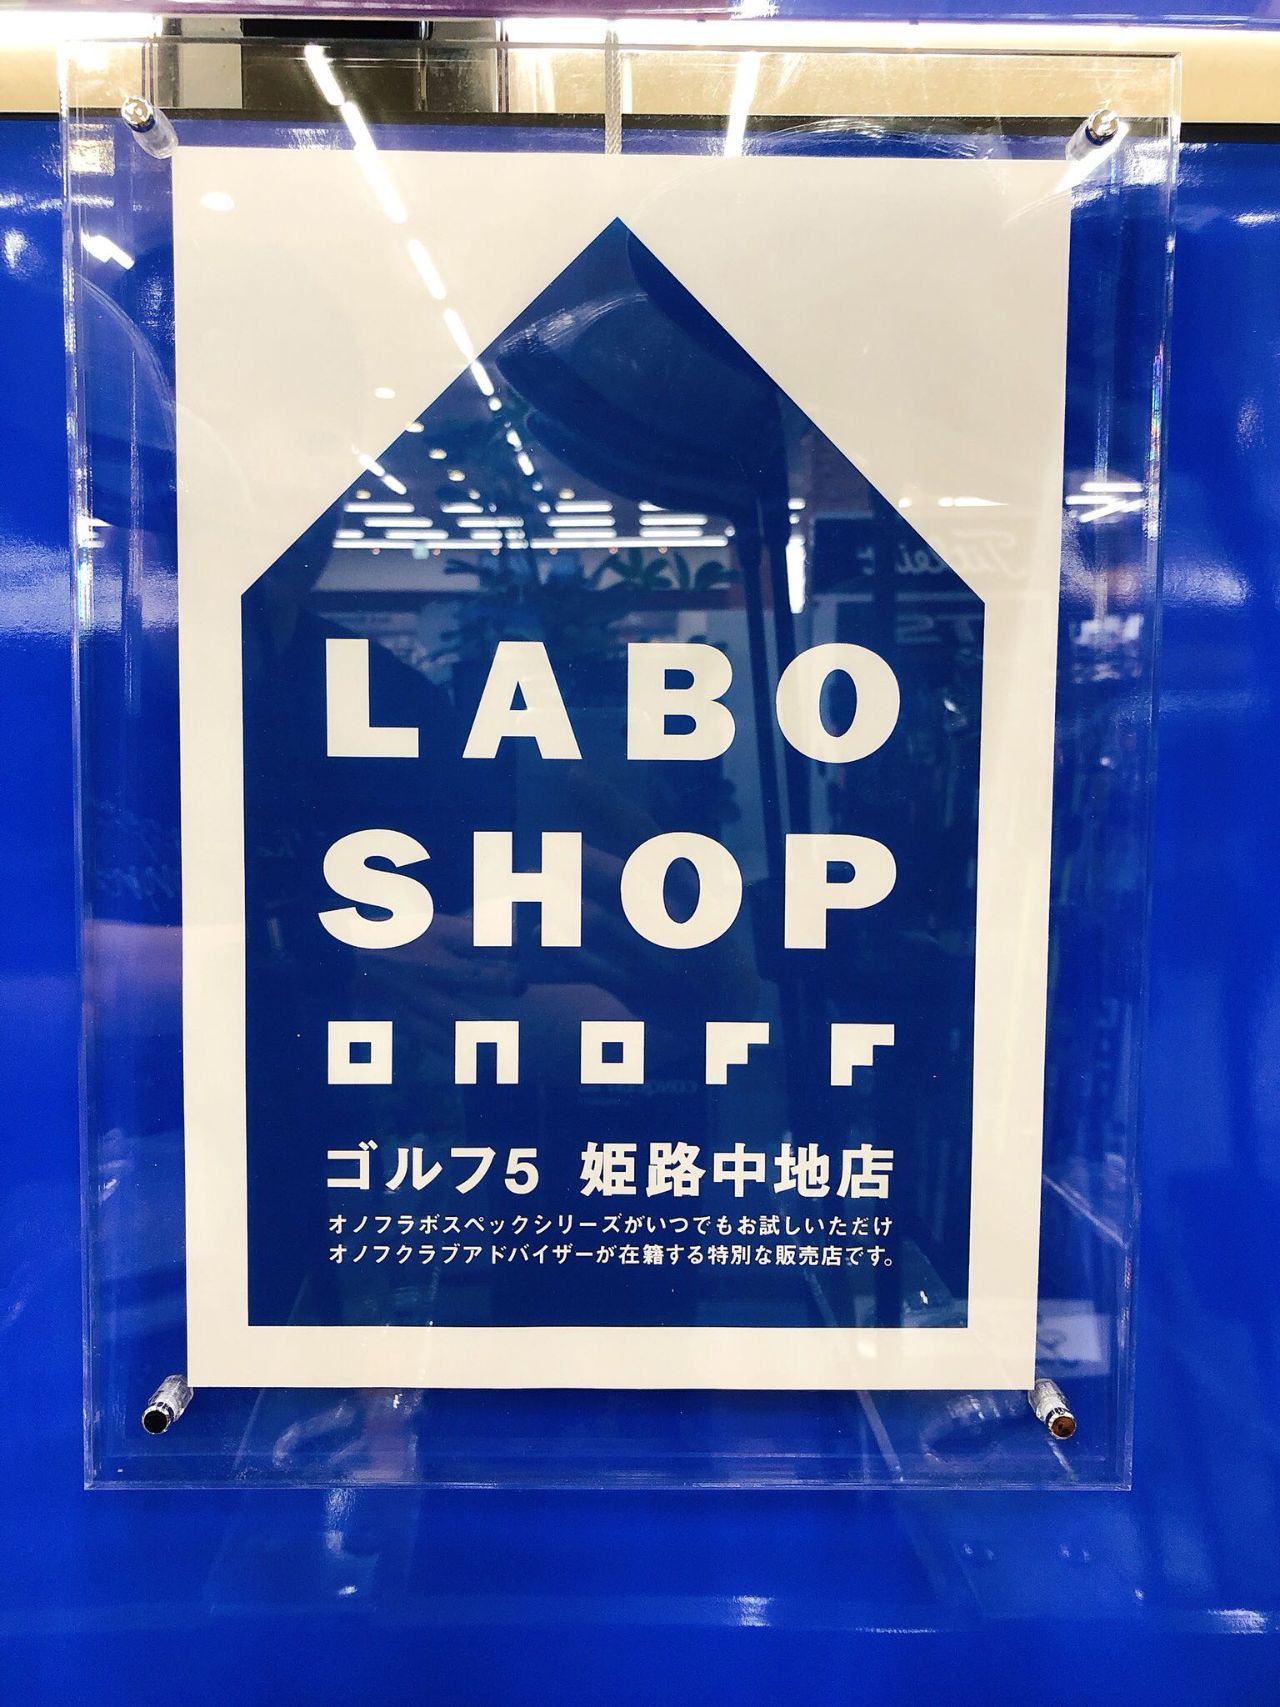 LABO
SHOP
ONOFF
ゴルフ5 姫路中地店
オノフラボスペックシリーズがいつでもお試しいただけ
オノフクラブアドバイザーが在籍する特別な販売店です。